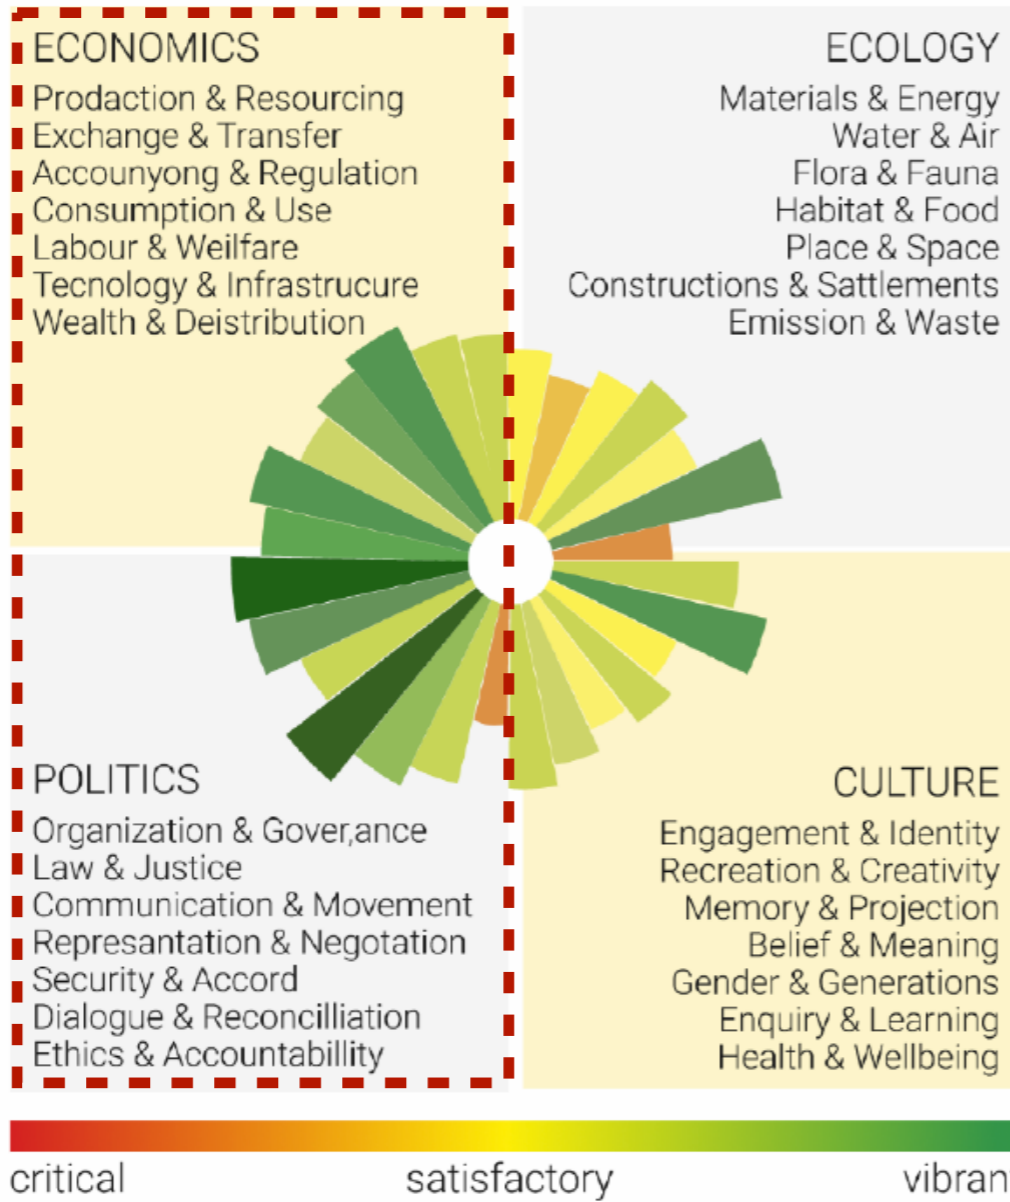 ECONOMICS
Prodaction & Resourcing
Exchange & Transfer
Accounyong & Regulation
Consumption & Use
Labour & Weilfare
Tecnology & Infrastrucure
Wealth & Deistribution
ECOLOGY
Materials & Energy
Water & Air
Flora & Fauna
Habitat & Food
Place & Space
Constructions & Sattlements
Emission & Waste
POLITICS
Organization & Gover,ance
Law & Justice
Communication & Movement
Represantation & Negotation
Security & Accord
Dialogue & Reconcilliation
Ethics & Accountabillity
CULTURE
Engagement & Identity
Recreation & Creativity
Memory & Projection
Belief & Meaning
Gender & Generations
Enquiry & Learning
Health & Wellbeing
critical satisfactory vibrant